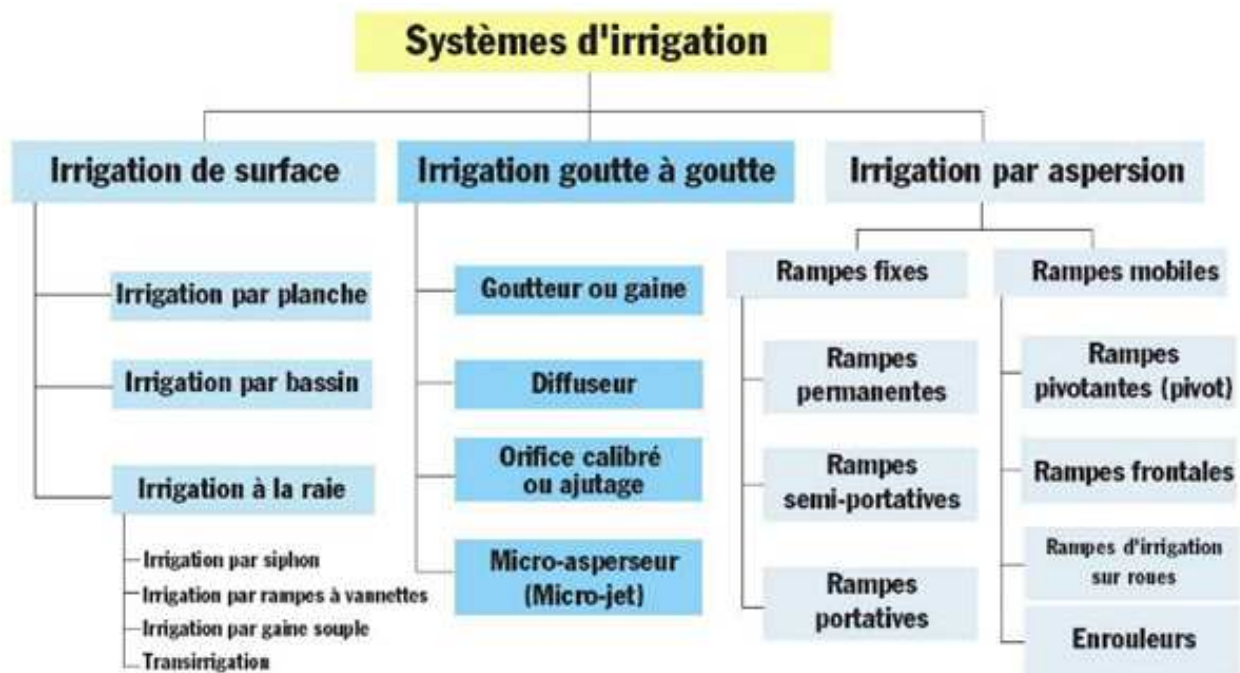 Systèmes d'irrigation
Irrigation de surface
Irrigation par planche
Irrigation par bassin
Irrigation à la raie
Irrigation par siphon
Irrigation par rampes à vannettes
Irrigation par gaine souple
Transirrigation
Irrigation goutte à goutte
Goutteur ou gaine
Diffuseur
Orifice calibré
ou ajutage
Micro-asperseur
(Micro-jet)
Irrigation par aspersion
Rampes fixes
Rampes
permanentes
Rampes
semi-portatives
Rampes
portatives
Rampes mobiles
Rampes
pivotantes (pivot)
Rampes frontales
Rampes d'irrigation
sur roues
Enrouleurs